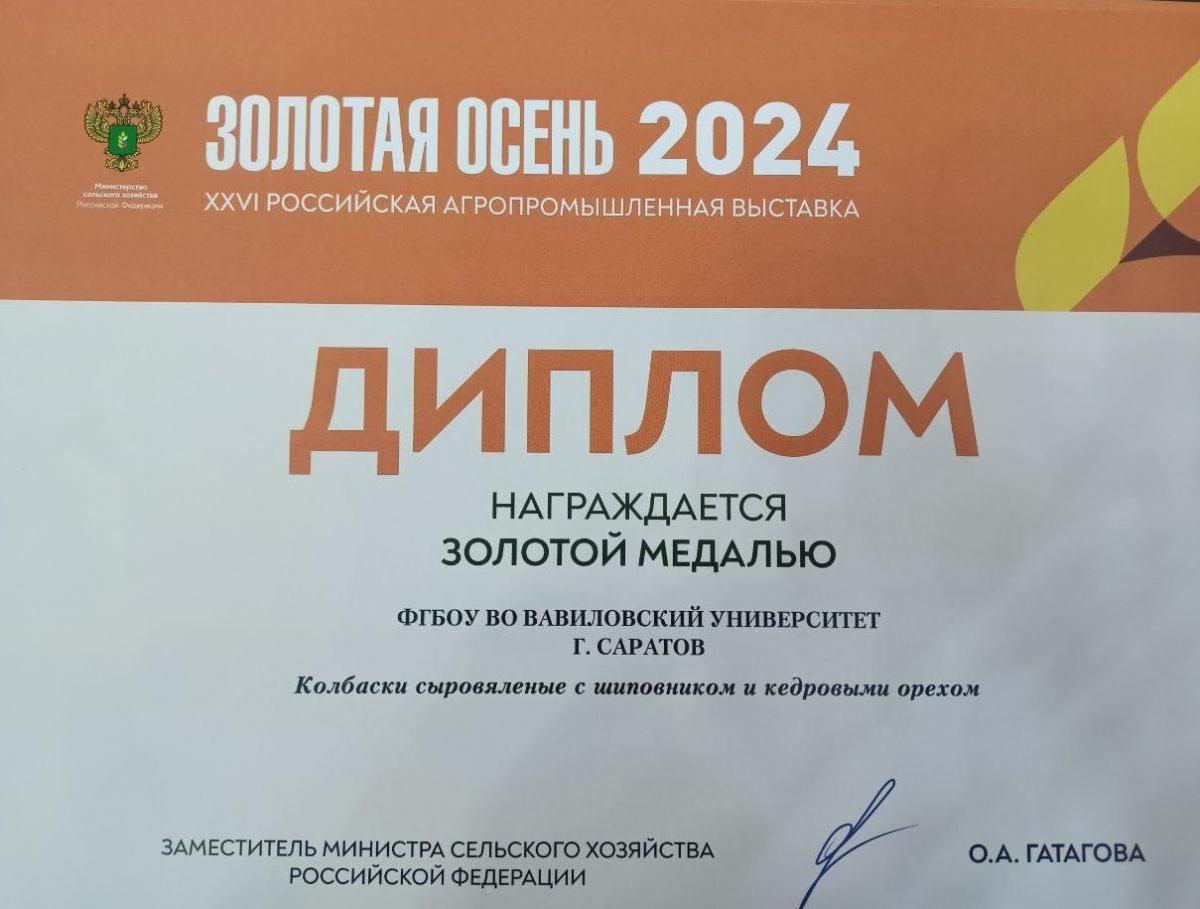 Министерство
сельского хозяйства
Российской Федерации
ЗОЛОТАЯ ОСЕНЬ 2024
XXVI РОССИЙСКАЯ АГРОПРОМЫШЛЕННАЯ ВЫСТАВКА
ДИПЛОМ
НАГРАЖДАЕТСЯ
ЗОЛОТОЙ МЕДАЛЬЮ
ФГБОУ ВО ВАВИЛОВСКИЙ УНИВЕРСИТЕТ
Г. САРАТОВ
Колбаски сыровяленые с шиповником и кедровыми орехом
ЗАМЕСТИТЕЛЬ МИНИСТРА СЕЛЬСКОГО ХОЗЯЙСТВА
РОССИЙСКОЙ ФЕДЕРАЦИИ
О.А. ГАТАГОВА